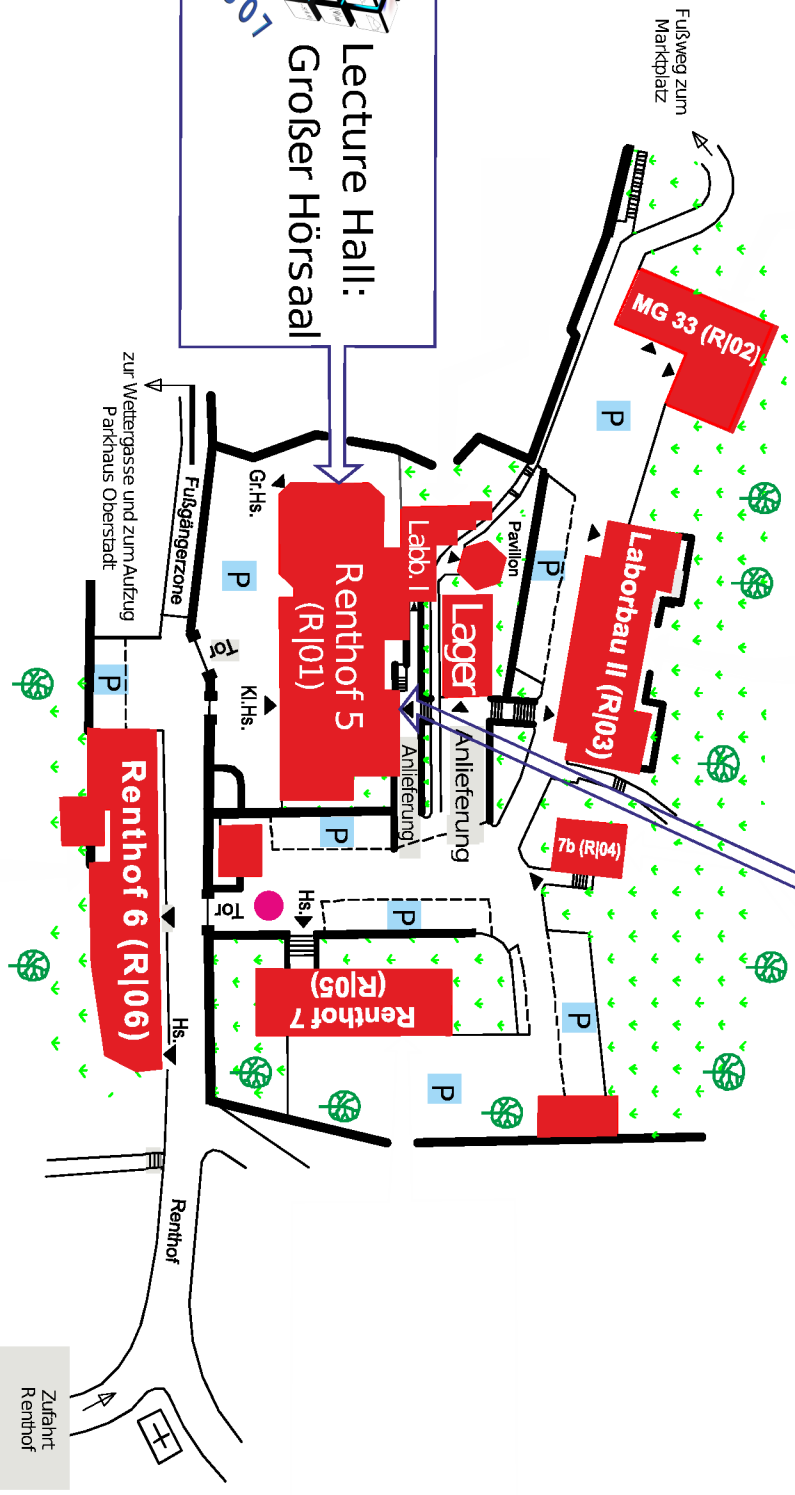 Fußweg zum
Marktplatz
MG 33 (R|02)
P
Lecture Hall:
Großer Hörsaal
2007
zur Wettergasse und zum Aufzug
Parkhaus Oberstadt
Fußgängerzone
Gr.Hs.
P
Renthof 5
(R|01)
Labb. I
Pavillon
P
Lager
Laborbau II (R|03)
Tor
Kl.Hs.
Anlieferung
Anlieferung
P
P
7b (R|04)
Renthof 6 (R|06)
Tor
Hs.
P
Renthof 7
(R|05)
P
P
Hs.
Renthof
Zufahrt
Renthof